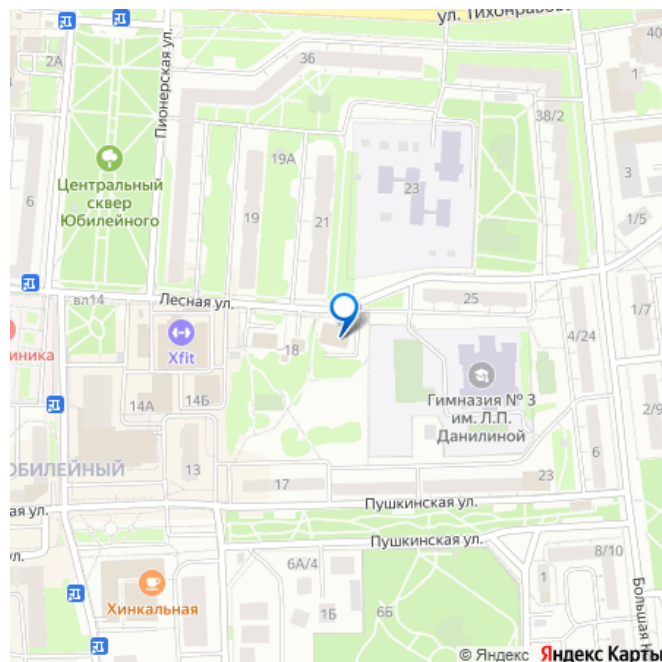 ул. Тихонравов
2А
Пионерская ул.
36
40
1
38/2
19А
23
3
Центральный
сквер
Юбилейного
6
19
21
1/5
вл14
Лесная ул.
25
1/7
4/24
Xfit
18
иника
14А
14Б
Гимназия № 3
им. Л.П.
Данилиной
2/9
ЮБИЛЕЙНЫЙ
13
17
23
6
ая ул.
Пушкинская ул.
ул.
Пушкинская ул.
6А/4
8/10
1
Хинкальная
1Б
6Б
Большая К
© Яндекс
Яндекс Карты